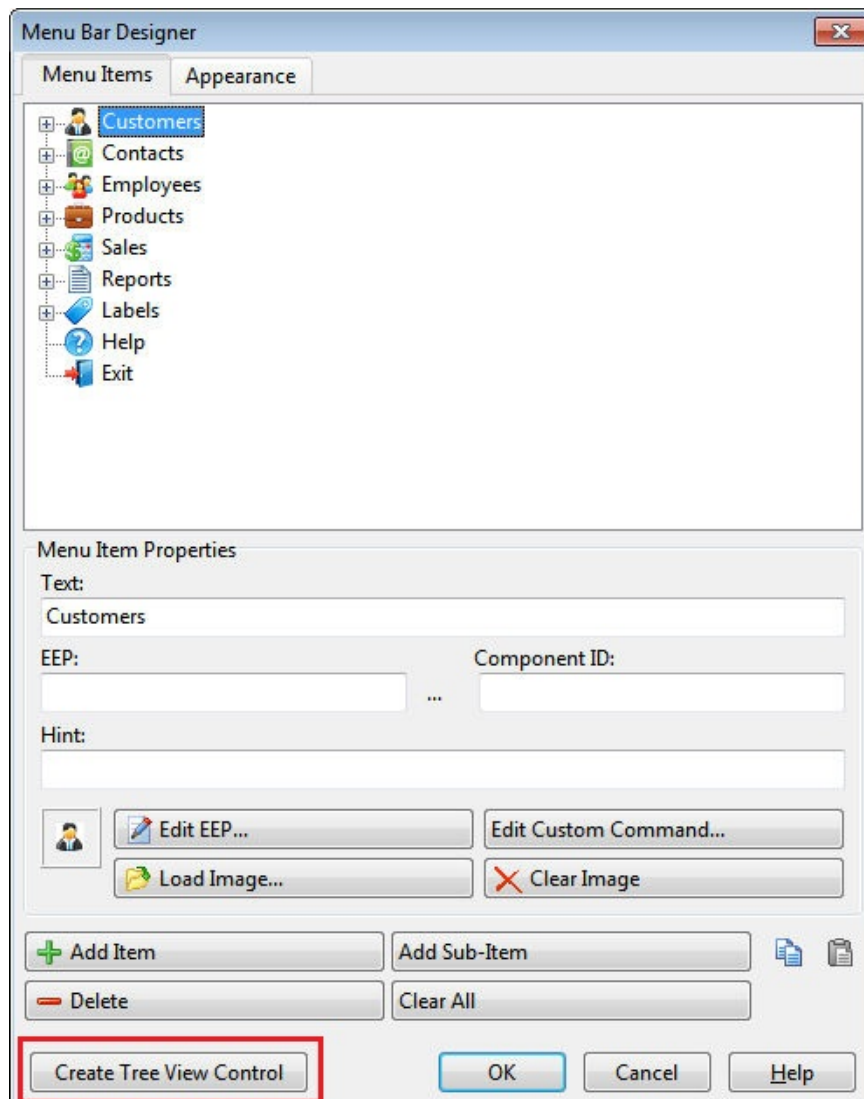 Menu Bar Designer
Menu Items Appearance
Customers
Contacts
Employees
Products
Sales
Reports
Labels
Help
Exit
Menu Item Properties
Text:
Customers
EEP: Component ID:
...
Hint:
Edit EEP... Edit Custom Command...
Load Image... Clear Image
Add Item Add Sub-Item
Delete Clear All
Create Tree View Control OK Cancel Help